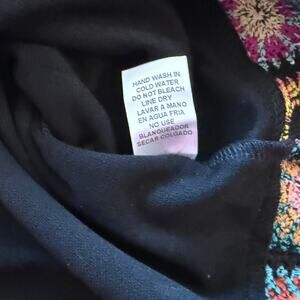 HAND WASH IN
COLD WATER
DO NOT BLEACH
LINE DRY
LAVAR A MANO
EN AGUA FRIA
NO USE
BLANQUEADOR
SECAR COLGADO